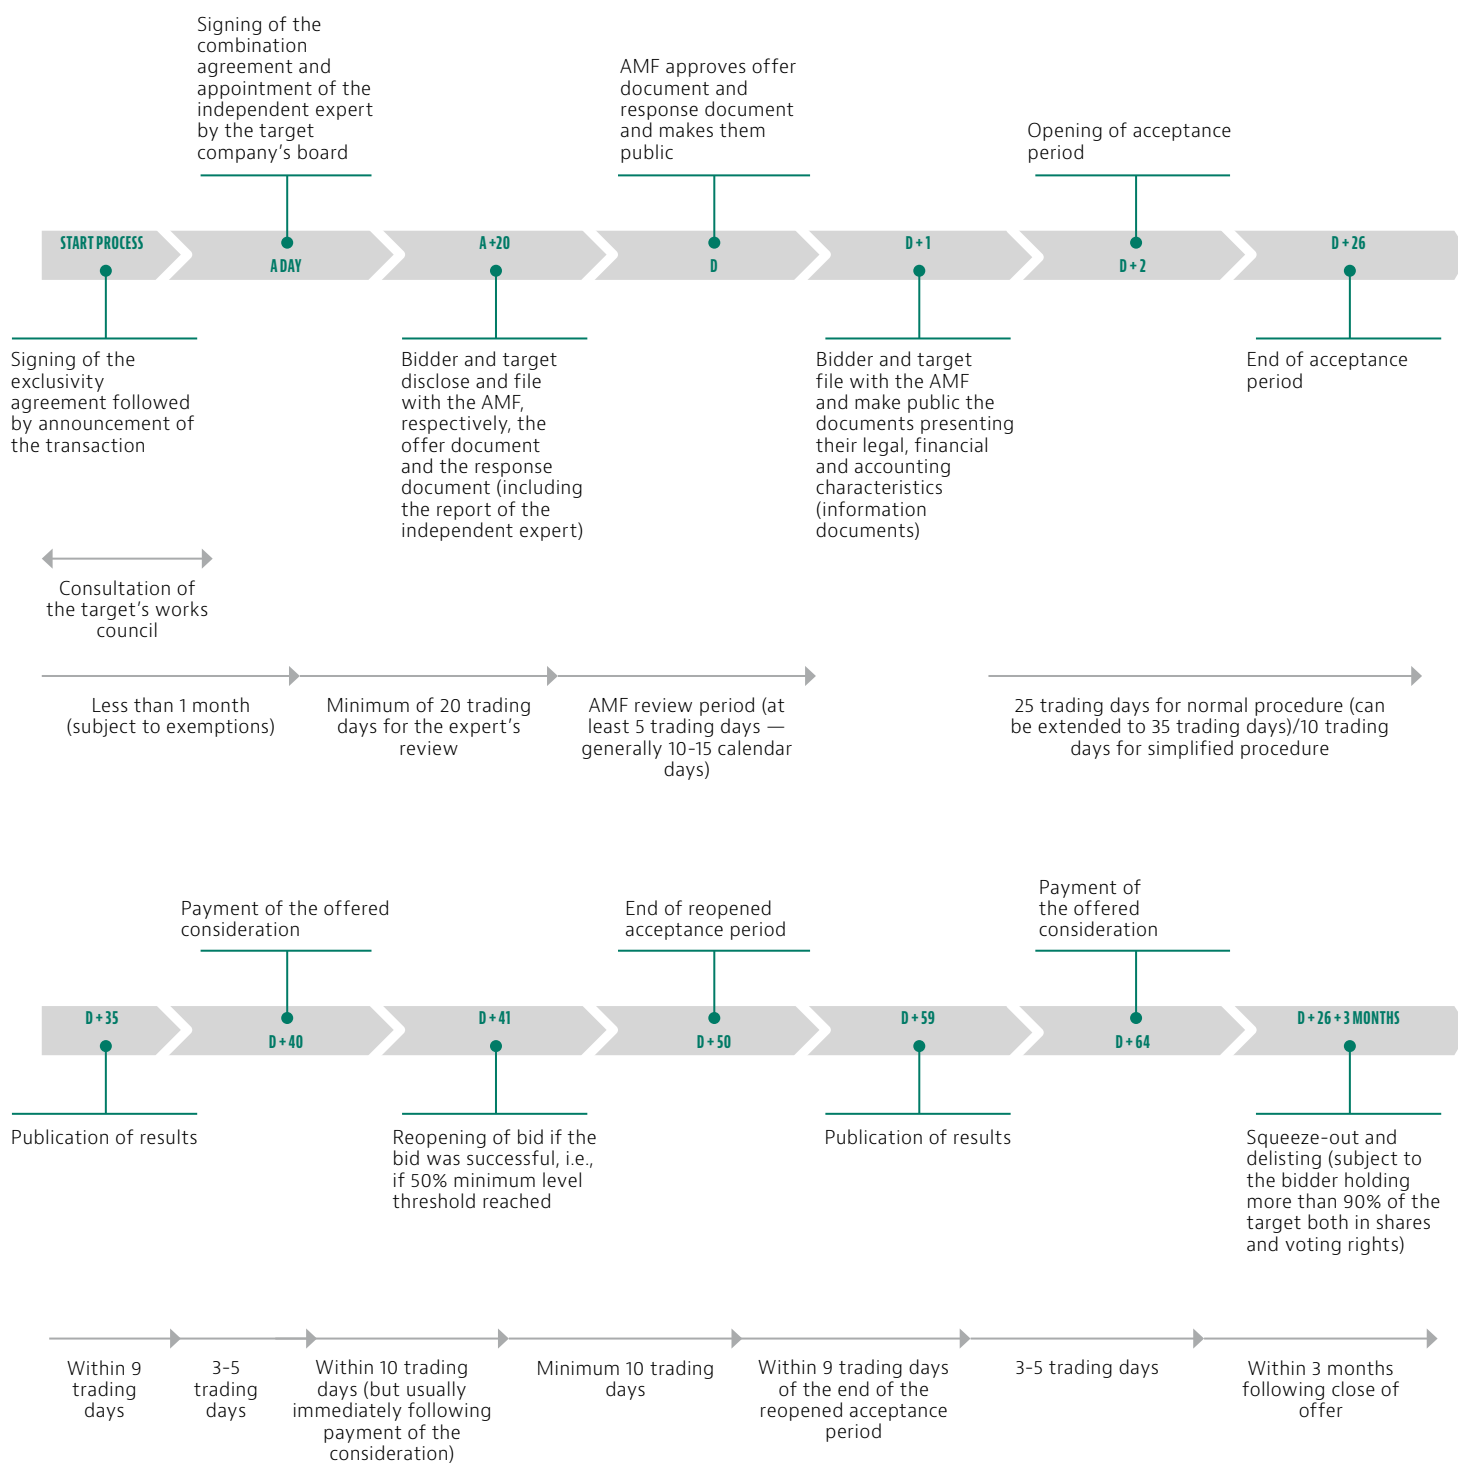 Signing of the
combination
agreement and
appointment of the
independent expert
by the target
company's board
AMF approves offer
document and
response document
and makes them
public
Opening of acceptance
period
START PROCESS
A DAY
A +20
D
D + 1
D + 2
D + 26
Signing of the
exclusivity
agreement followed
by announcement of
the transaction
Bidder and target
disclose and file
with the AMF,
respectively, the
offer document
and the response
document (including
the report of the
independent expert)
Bidder and target
file with the AMF
and make public the
documents presenting
their legal, financial
and accounting
characteristics
(information
documents)
End of acceptance
period
Consultation of
the target's works
council
Less than 1 month
(subject to exemptions)
Minimum of 20 trading
days for the expert's
review
AMF review period (at
least 5 trading days —
generally 10-15 calendar
days)
25 trading days for normal procedure (can
be extended to 35 trading days)/10 trading
days for simplified procedure
Payment of the offered
consideration
End of reopened
acceptance period
Payment of
the offered
consideration
D + 35
D + 40
D + 41
D + 50
D + 59
D + 64
D + 26 + 3 MONTHS
Publication of results
Reopening of bid if the
bid was successful, i.e.,
if 50% minimum level
threshold reached
Publication of results
Squeeze-out and
delisting (subject to
the bidder holding
more than 90% of the
target both in shares
and voting rights)
Within 9
trading
days
3-5
trading
days
Within 10 trading
days (but usually
immediately following
payment of the
consideration)
Minimum 10 trading
days
Within 9 trading days
of the end of the
reopened acceptance
period
3-5 trading days
Within 3 months
following close of
offer